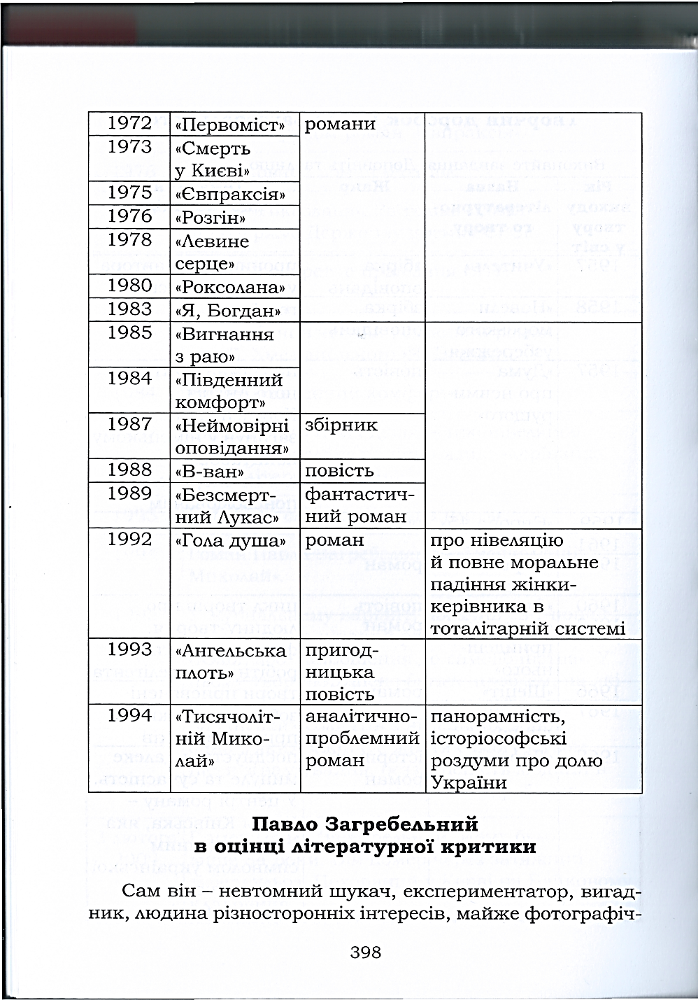 1972 «Первоміст» романи
1973 «Смерть
у Києві»
1975 «Євпраксія»
1976 «Розгін»
1978 «Левине
серце»
1980 «Роксолана»
1983 «Я, Богдан»
1985 «Вигнання
з раю»
1984 «Південний
комфорт»
1987 «Неймовірні збірник
оповідання»
1988 «В-ван» повість
1989 «Безсмерт- фантастич-
ний Лукас» ний роман
1992 «Гола душа» роман про нівеляцію
й повне моральне
падіння жінки-
керівника в
тоталітарній системі
1993 «Ангельська пригод-
плоть» ницька
повість
1994 «Тисячоліт- аналітично- панорамність,
ній Мико- проблемний історіософські
лай» роман роздуми про долю
України
Павло Загребельний
в оцінці літературної критики
Сам він – невтомний шукач, експериментатор, вигад-
ник, людина різносторонніх інтересів, майже фотографіч-
398